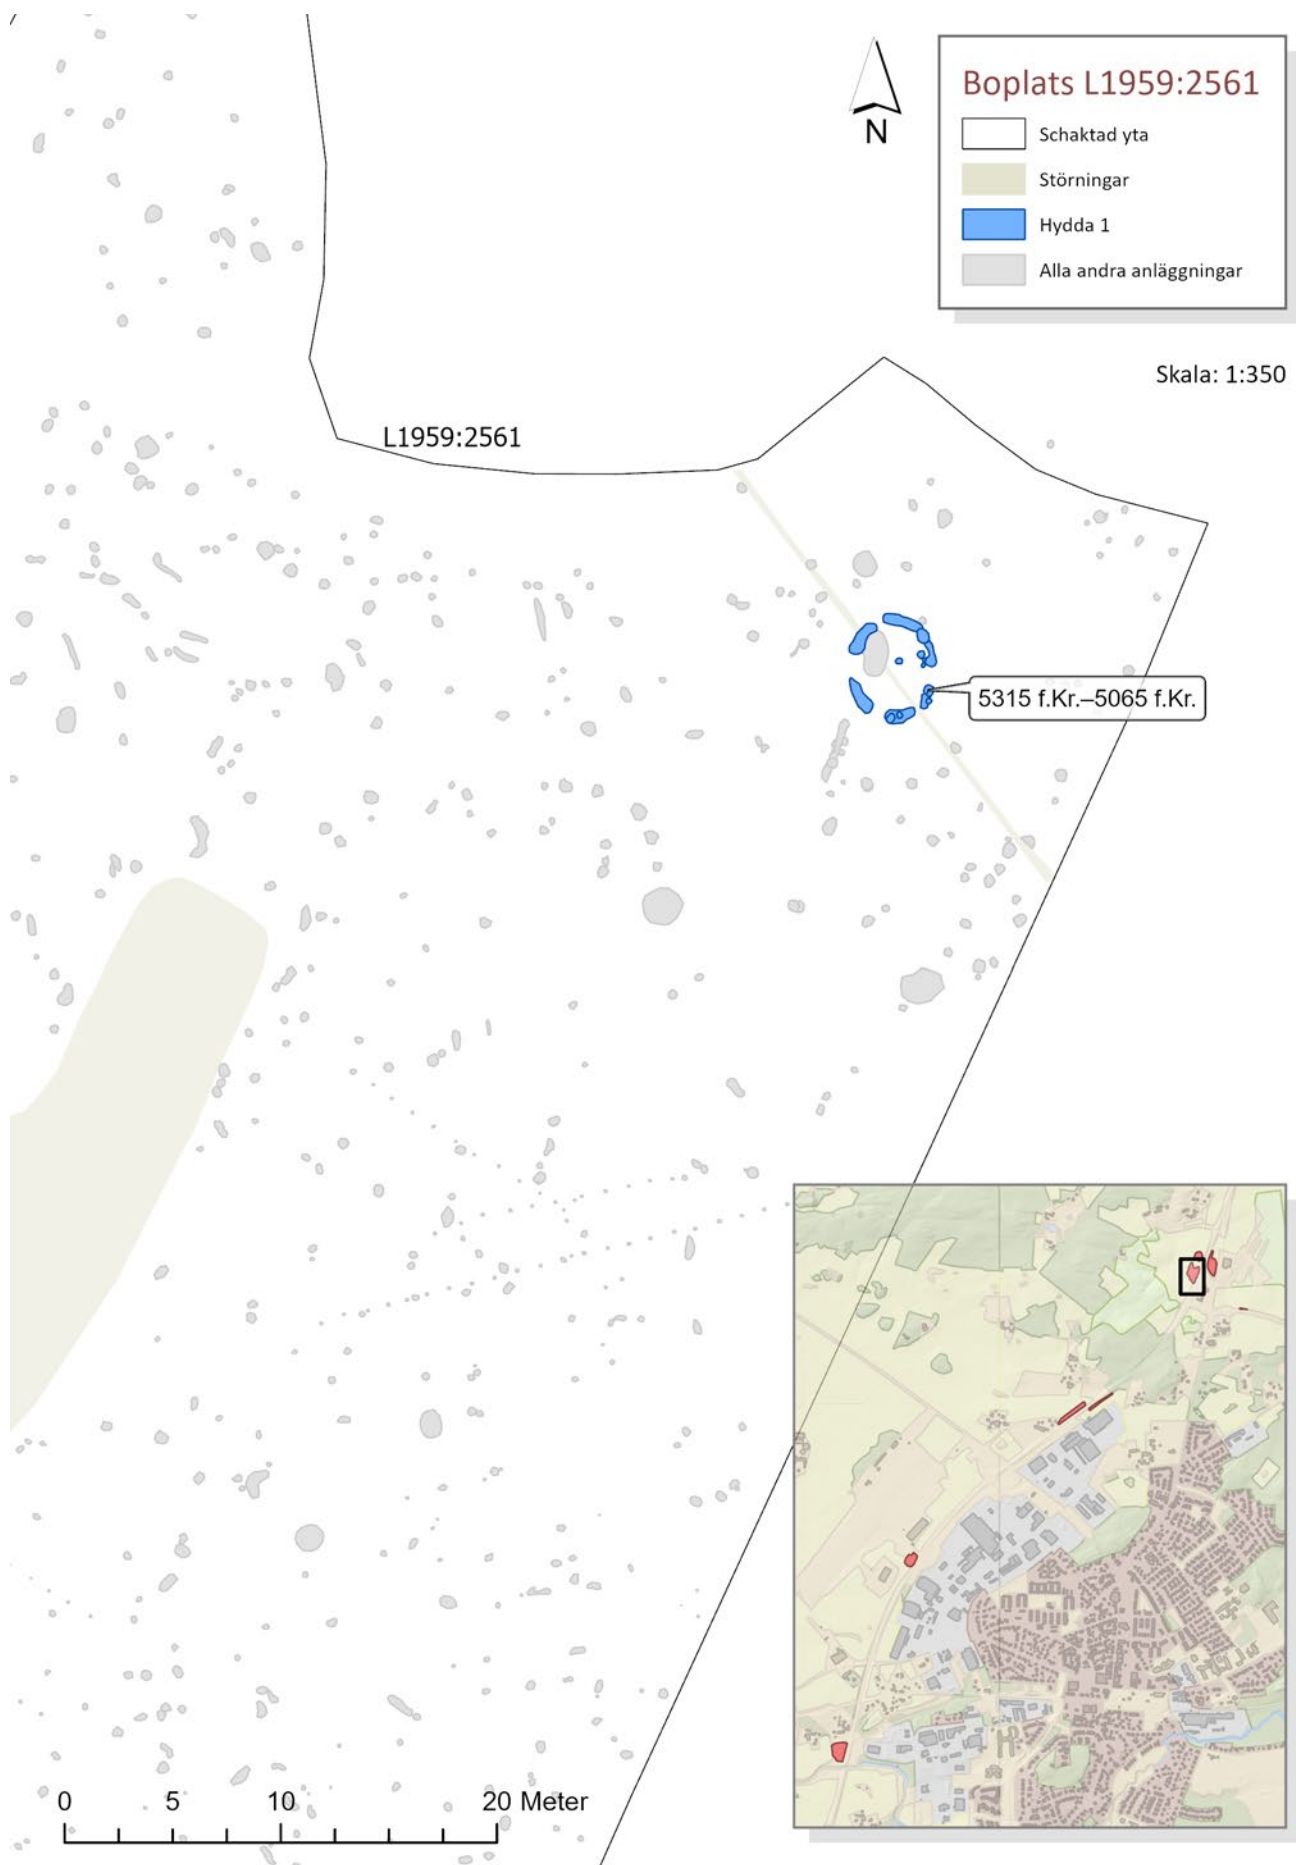 Boplats L1959:2561
Schaktad yta
Störningar
Hydda 1
Alla andra anläggningar
N
Skala: 1:350
L1959:2561
5315 f.Kr.–5065 f.Kr.
0 5 10 20 Meter